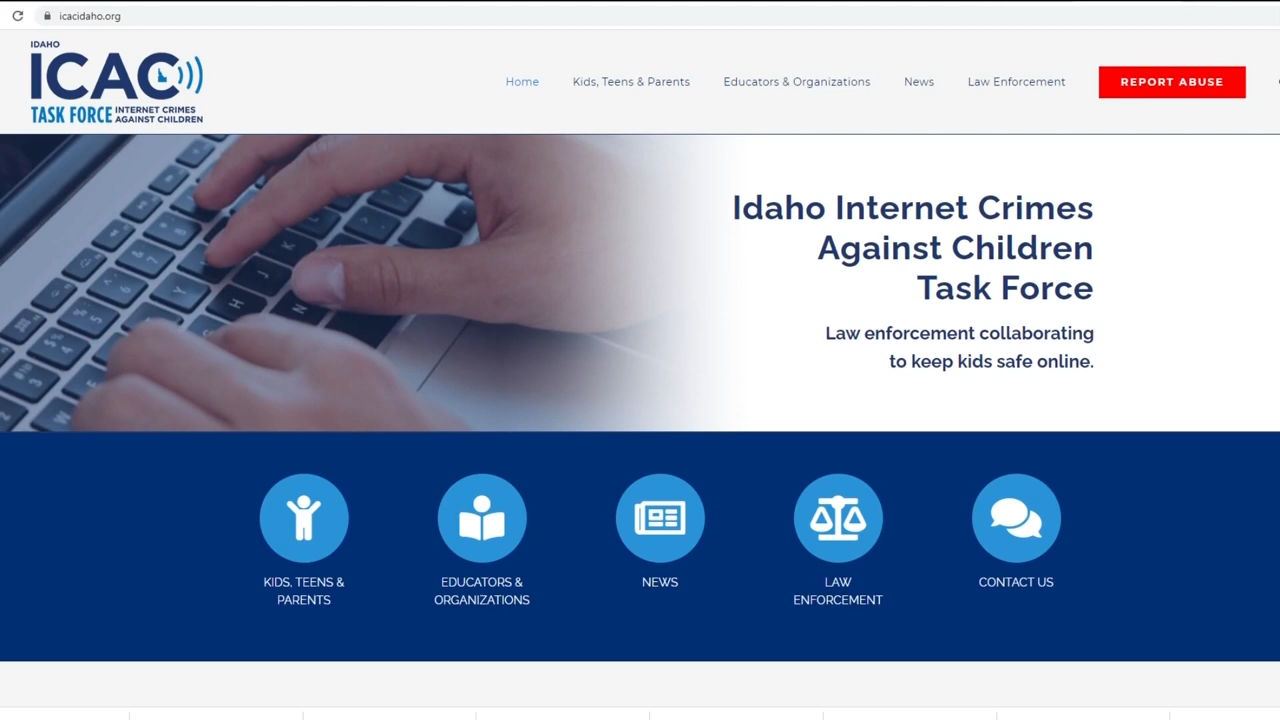 icacidaho.org
IDAHO
ICAC
TASK FORCE INTERNET CRIMES
AGAINST CHILDREN
Home Kids, Teens & Parents Educators & Organizations News Law Enforcement REPORT ABUSE
Idaho Internet Crimes
Against Children
Task Force
Law enforcement collaborating
to keep kids safe online.
KIDS, TEENS &
PARENTS
EDUCATORS &
ORGANIZATIONS
NEWS
LAW
ENFORCEMENT
CONTACT US